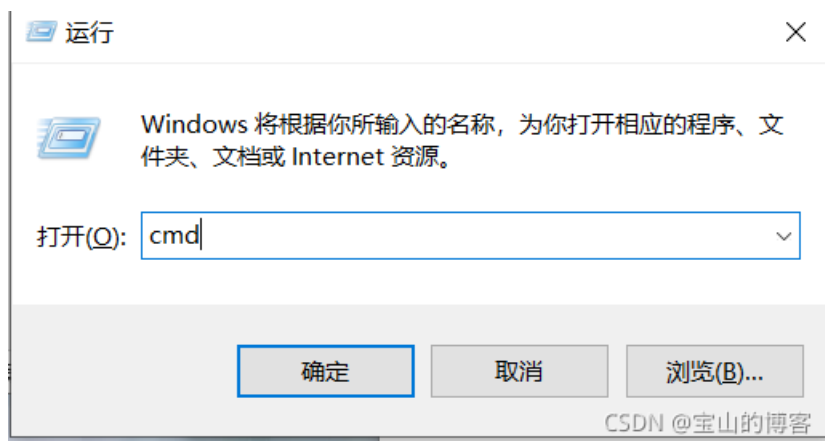 运行
Windows 将根据你所输入的名称，为你打开相应的程序、文
件夹、文档或 Internet 资源。
打开(O): cmd
确定 取消 浏览(B)...
CSDN @宝山的博客